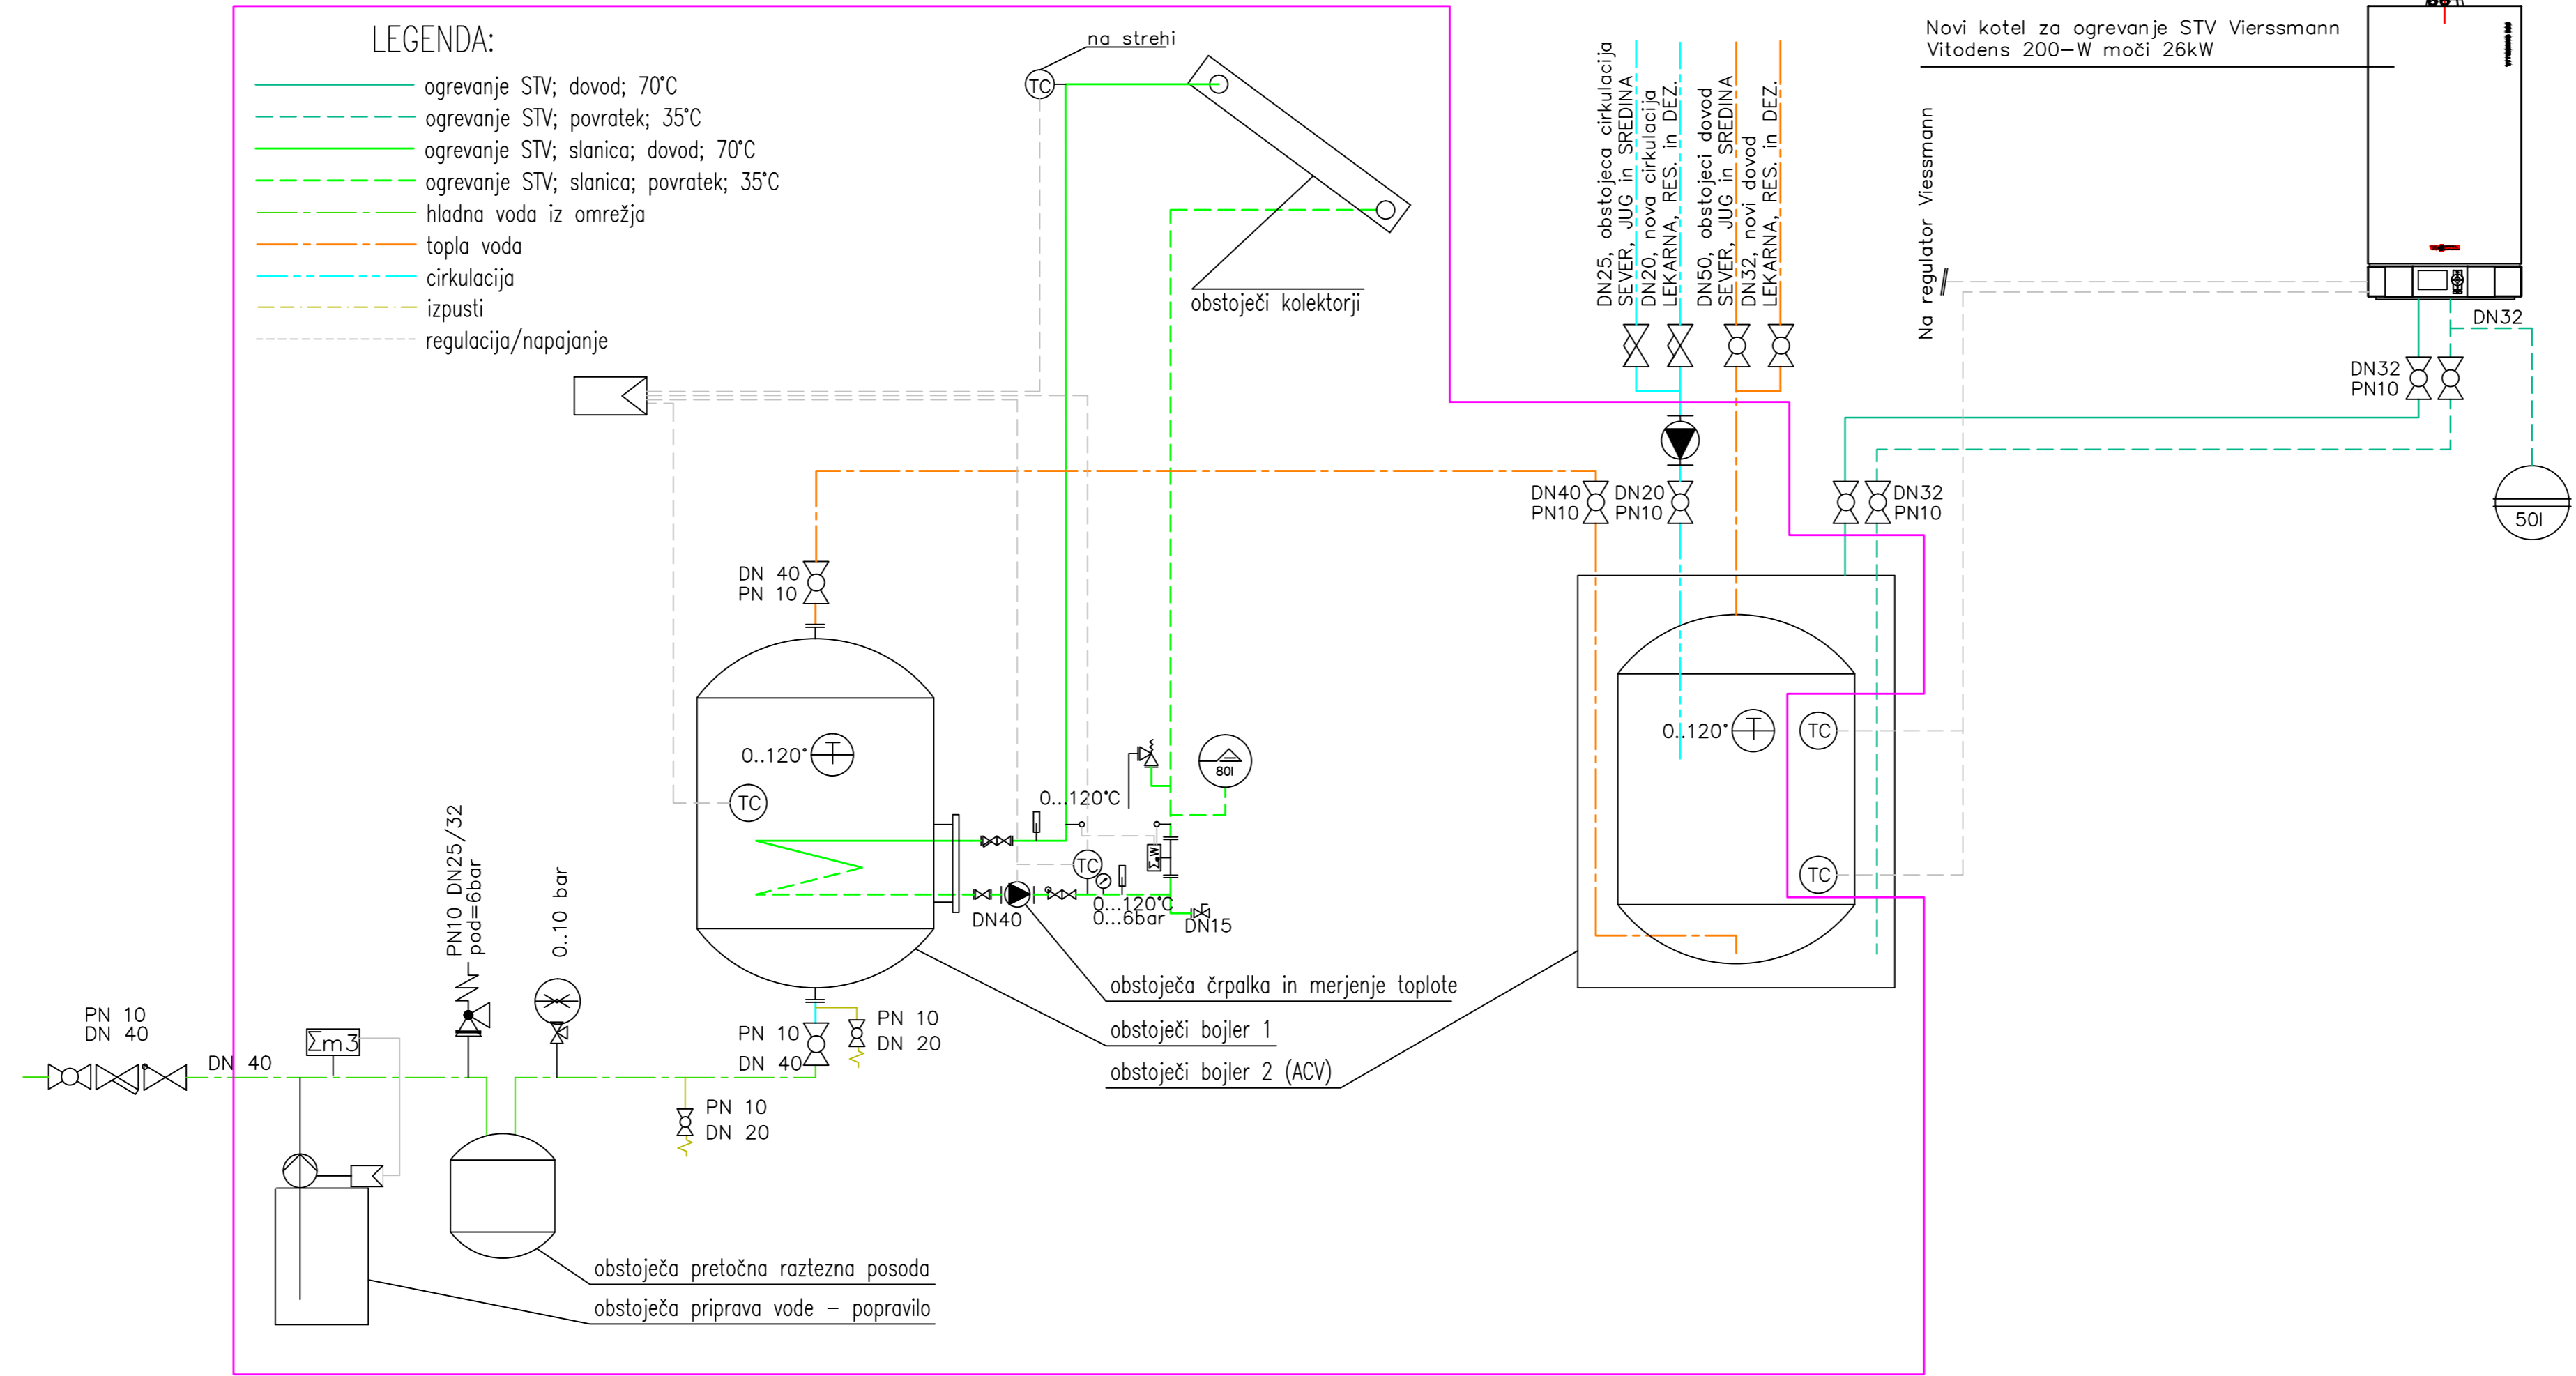 LEGENDA:
ogrevanje STV; dovod; 70°C
ogrevanje STV; povratek; 35°C
ogrevanje STV; slanica; dovod; 70°C
ogrevanje STV; slanica; povratek; 35°C
hladna voda iz omrežja
topla voda
cirkulacija
izpusti
regulacija/napajanje
na strehi
TC
obstoječi kolektorji
DN25, obstoječa cirkulacija
SEVER, JUG in SREDINA
DN20, nova cirkulacija
LEKARNA, RES. in DEZ.
DN50, obstoječi dovod
SEVER, JUG in SREDINA
DN32, novi dovod
LEKARNA, RES. in DEZ.
Novi kotel za ogrevanje STV Vierssmann
Vitodens 200-W moči 26kW
Na regulator Viessmann
DN32
DN32
PN10
50l
DN40
PN10
DN20
PN10
DN32
PN10
DN 40
PN 10
0..120°
T
TC
0...120°C
80l
TC
Σ W
DN40
0...120°C
0...6bar
DN15
0..120°
T
TC
TC
PN10 DN25/32
pod=6bar
0..10 bar
obstoječa črpalka in merjenje toplote
obstoječi bojler 1
obstoječi bojler 2 (ACV)
PN 10
DN 40
DN 40
Σm3
PN 10
DN 40
PN 10
DN 20
PN 10
DN 20
obstoječa pretočna raztezna posoda
obstoječa priprava vode - popravilo